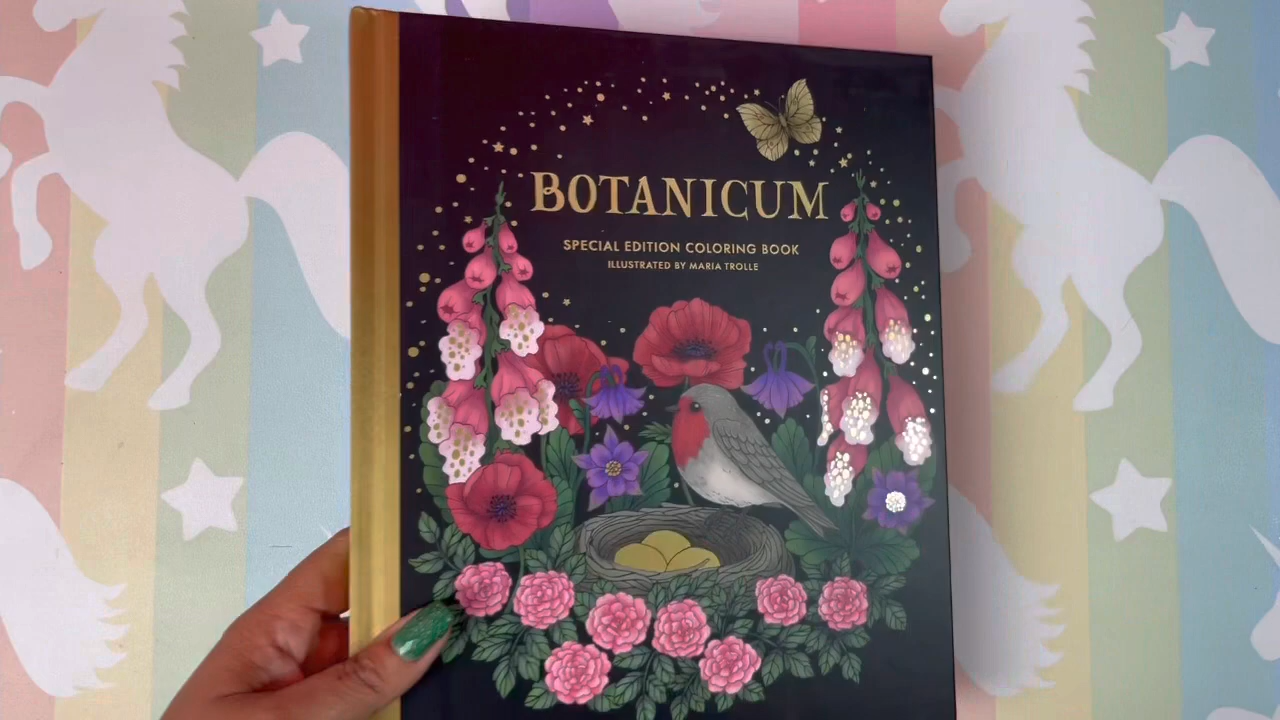 BOTANICUM
SPECIAL EDITION COLORING BOOK
ILLUSTRATED BY MARIA TROLLE